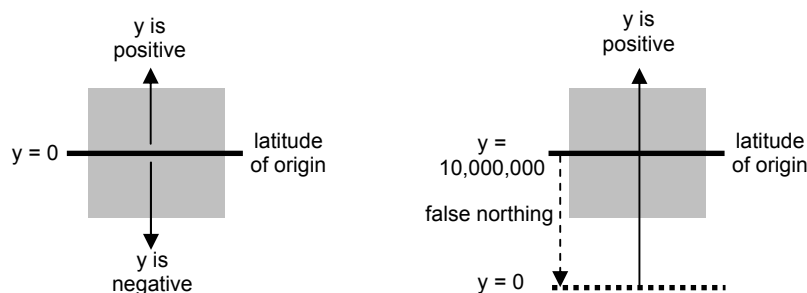 y is
positive
y = 0
latitude
of origin
y is
negative
y is
positive
y =
10,000,000
latitude
of origin
false northing
y = 0